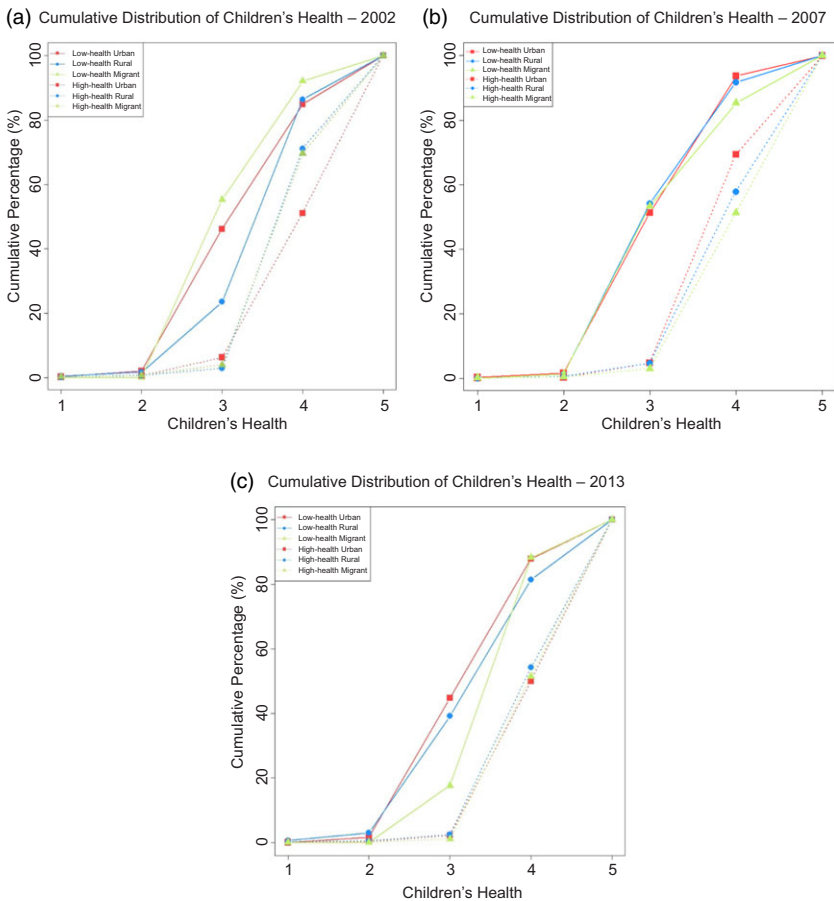 (a) Cumulative Distribution of Children's Health – 2002
Low-health Urban
Low-health Rural
Low-health Migrant
High-health Urban
High-health Rural
High-health Migrant
Cumulative Percentage (%)
100
80
60
40
20
0
1 2 3 4 5
Children's Health
(b) Cumulative Distribution of Children's Health – 2007
Low-health Urban
Low-health Rural
Low-health Migrant
High-health Urban
High-health Rural
High-health Migrant
Cumulative Percentage (%)
100
80
60
40
20
0
1 2 3 4 5
Children's Health
(c) Cumulative Distribution of Children's Health – 2013
Low-health Urban
Low-health Rural
Low-health Migrant
High-health Urban
High-health Rural
High-health Migrant
Cumulative Percentage (%)
100
80
60
40
20
0
1 2 3 4 5
Children's Health